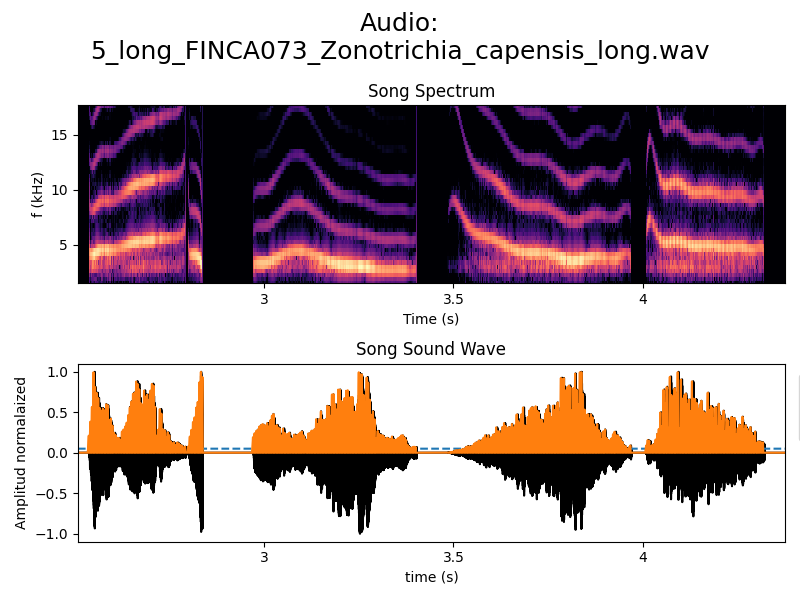 Audio:
5_long_FINCA073_Zonotrichia_capensis_long.wav
Song Spectrum
15
10
5
f (kHz)
3
3.5
4
Time (s)
Song Sound Wave
1.0
0.5
0.0
−0.5
−1.0
Amplitud normalaized
3
3.5
4
time (s)